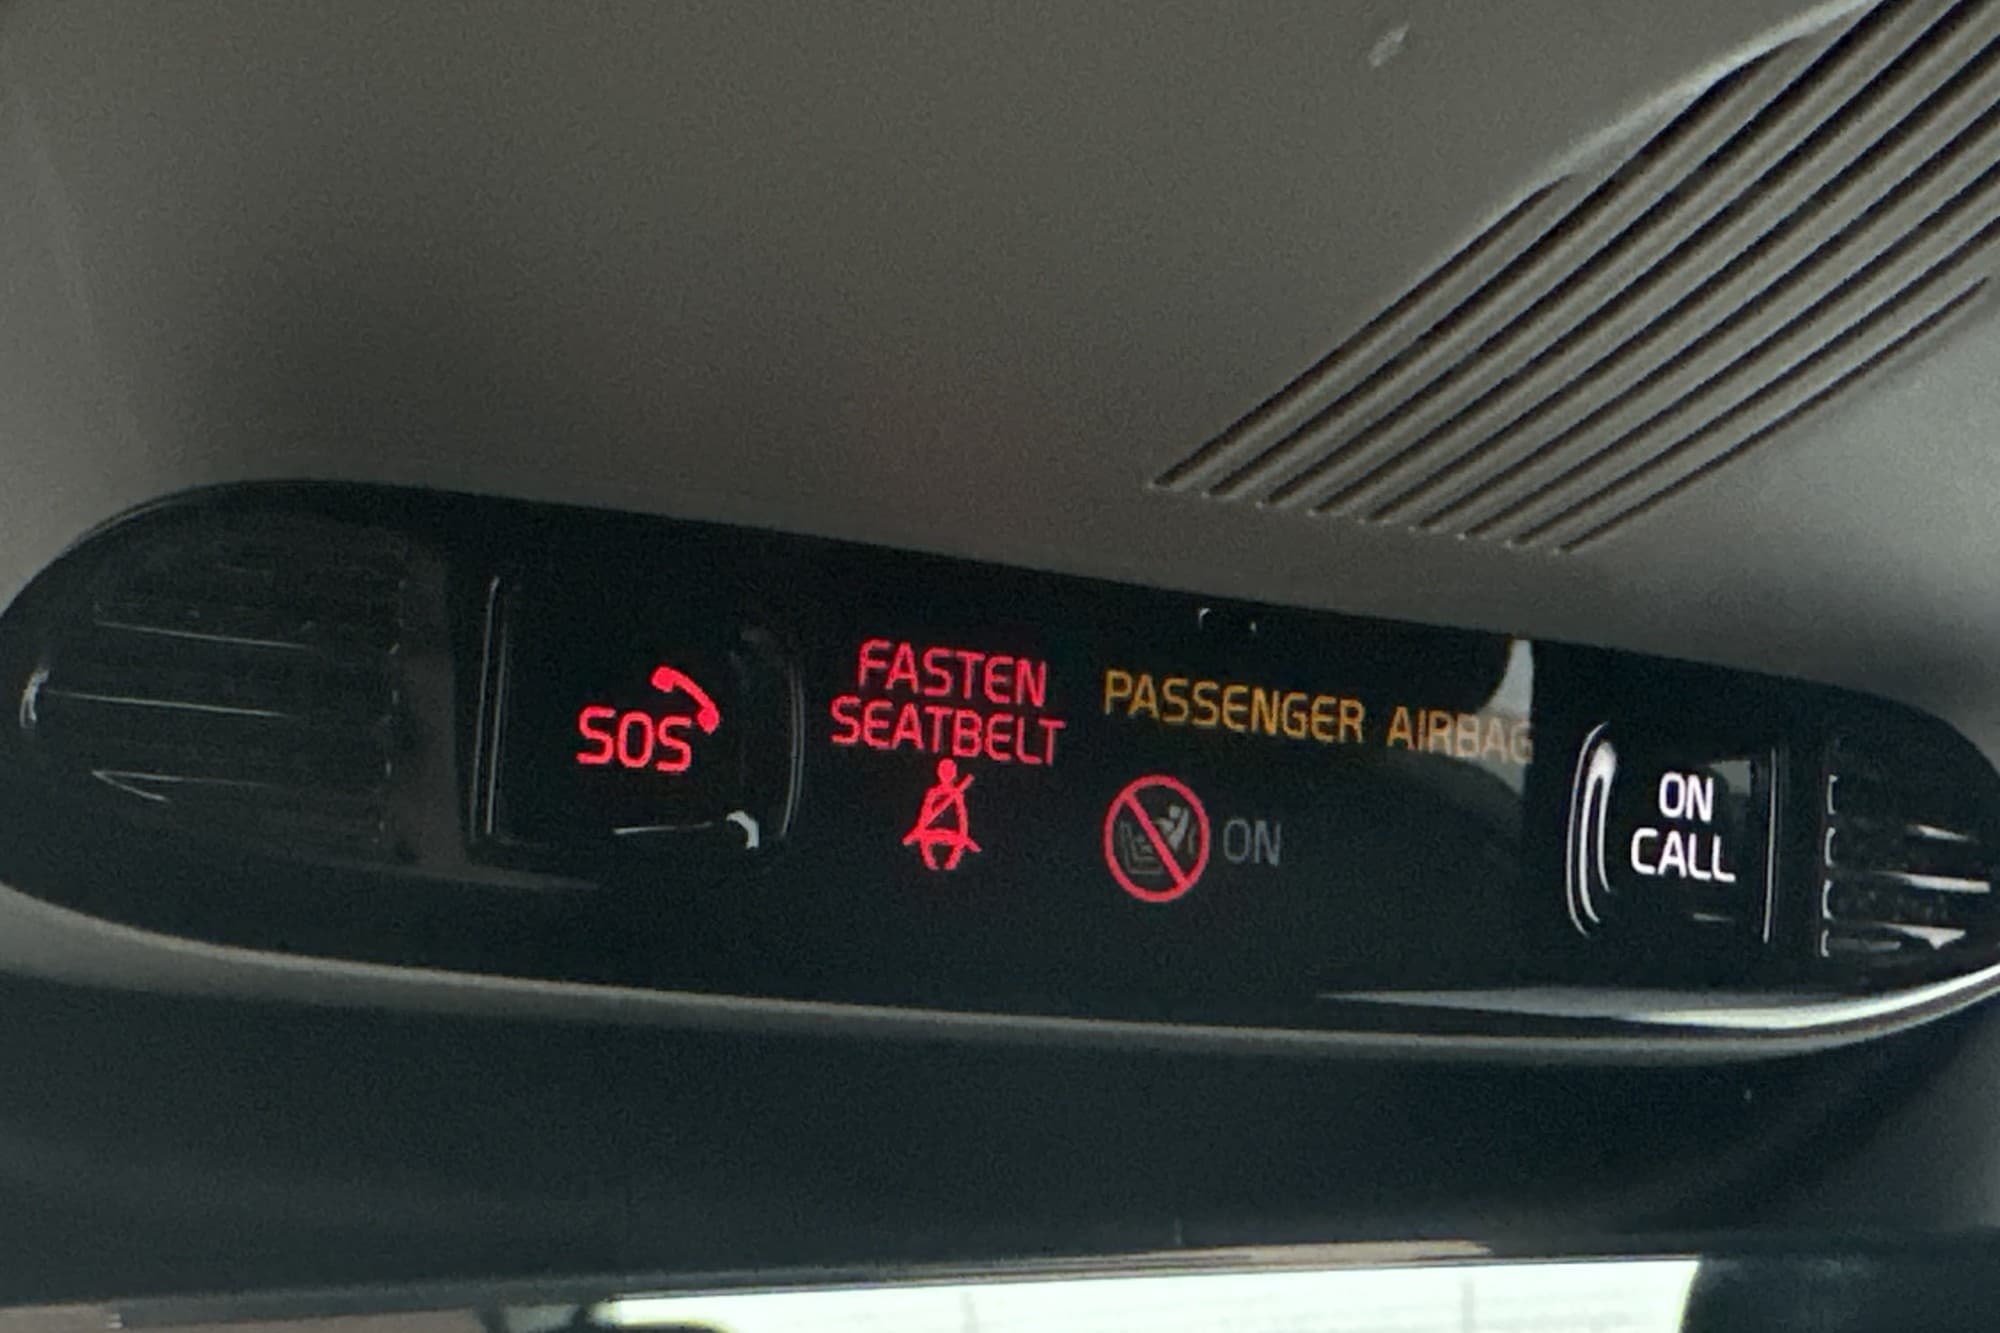 SOS
FASTEN
SEATBELT
PASSENGER AIRBAG
ON
ON
CALL